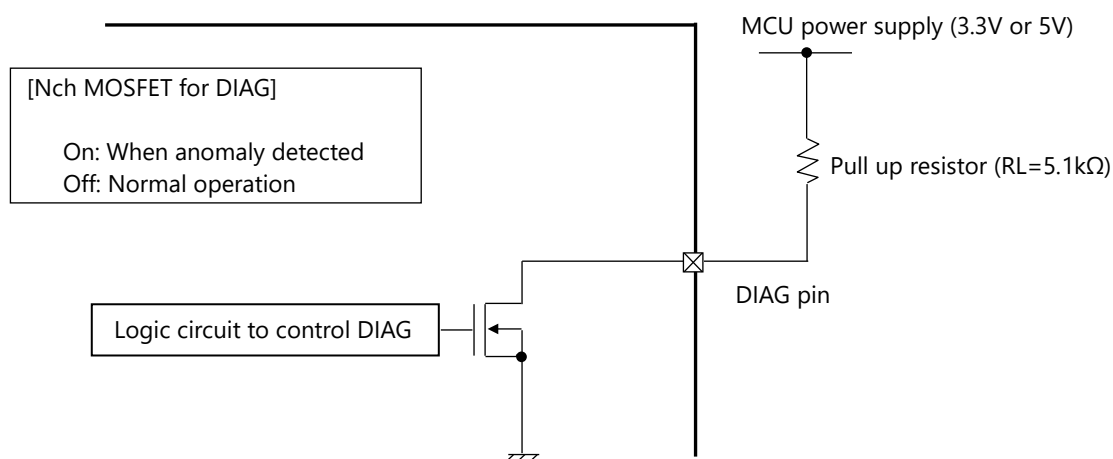 MCU power supply (3.3V or 5V)
[Nch MOSFET for DIAG]
On: When anomaly detected
Off: Normal operation
Pull up resistor (RL=5.1kΩ)
DIAG pin
Logic circuit to control DIAG